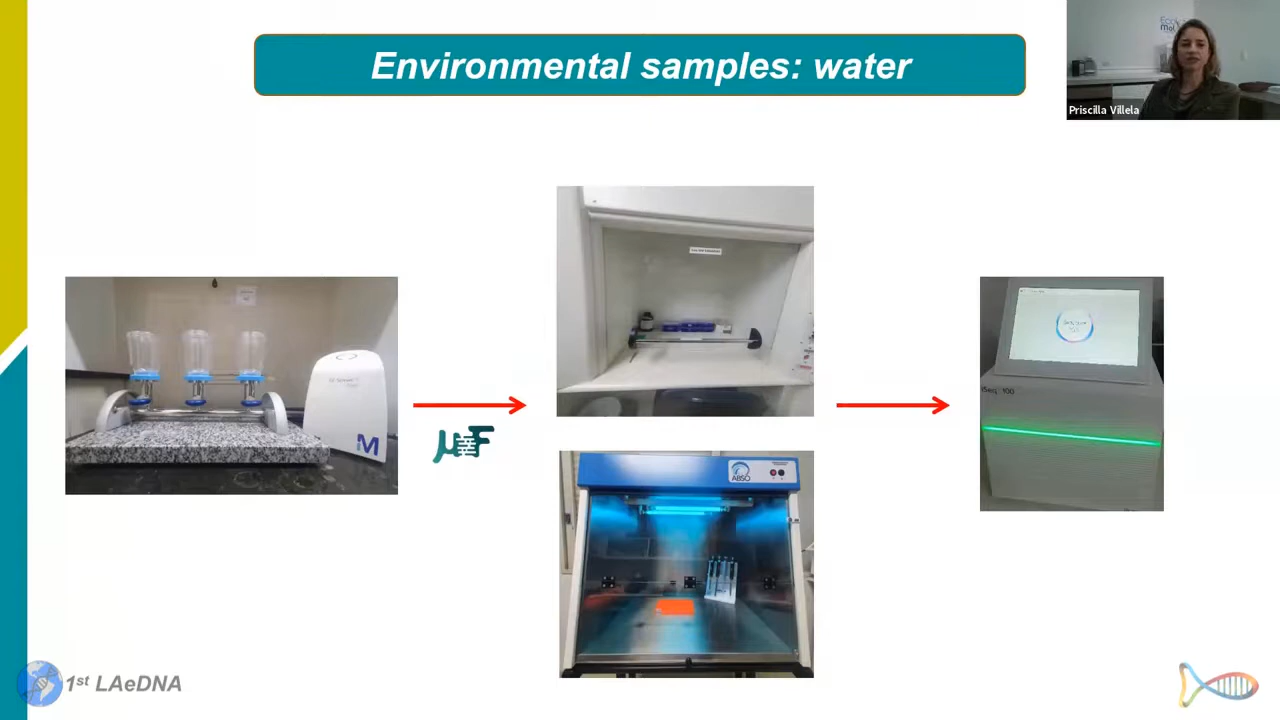 Environmental samples: water
Priscilla Villela
M
µ F
ABSO
iSeq 100
1st LAeDNA